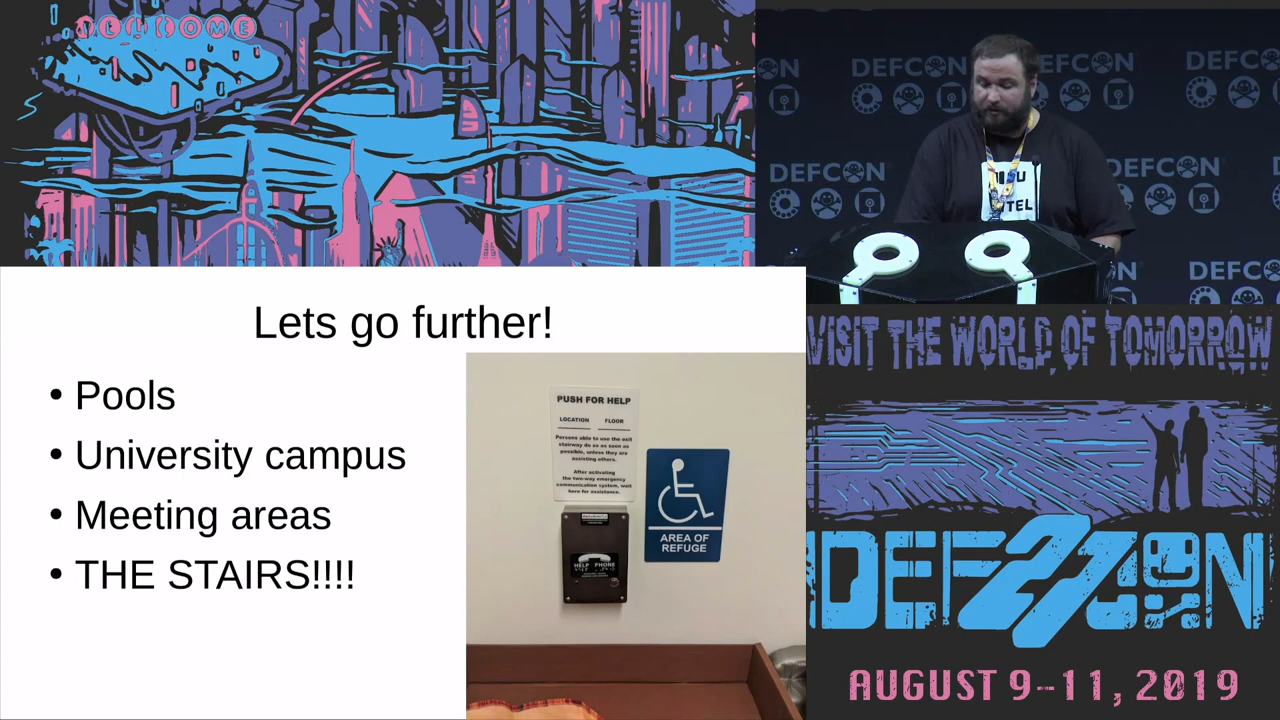 WELCOME
DEFCON
DEFCON
DEFCON
DEFCON
DEFCON
TEL
VISIT THE WORLD OF TOMORROW
Lets go further!
• Pools
• University campus
• Meeting areas
• THE STAIRS!!!!
PUSH FOR HELP
LOCATION FLOOR
Persons able to use the exit
stairway do so as soon as
possible, unless they are
assisting others.
After activating
the two-way emergency
communication system, wait
here for assistance.
HELP PHONE
AREA OF
REFUGE
DEFCON
27
AUGUST 9-11, 2019